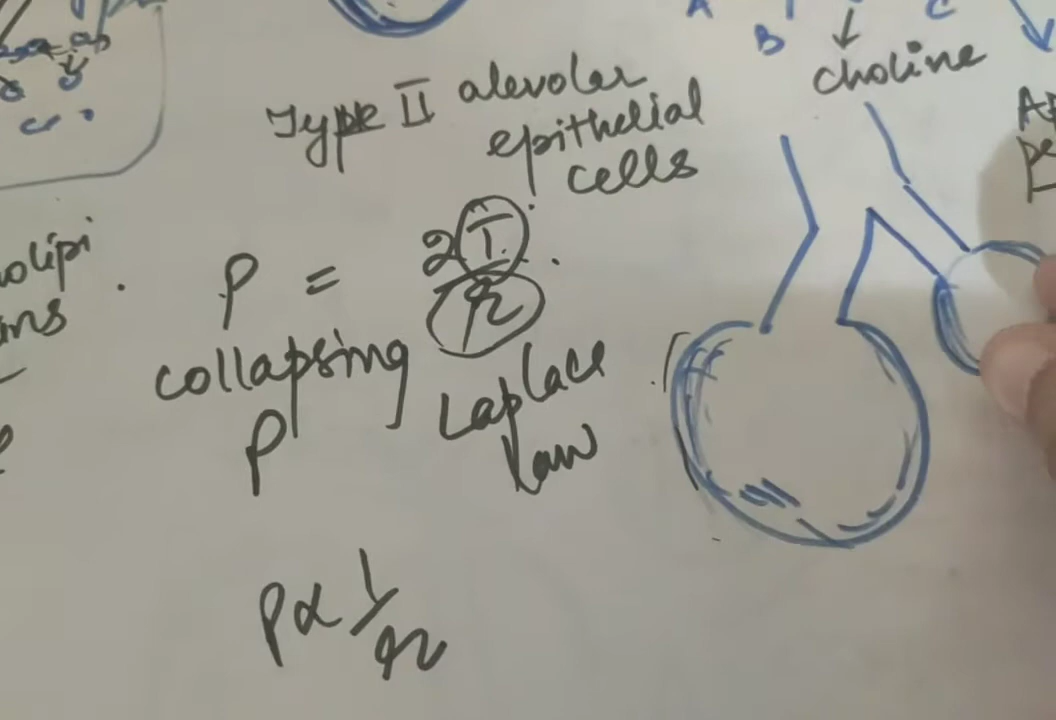 A
B
C
choline
Type II alevolar
epithelial
cells
P = 2T/r
collapsing
P
Laplace
law
P∝ 1/r